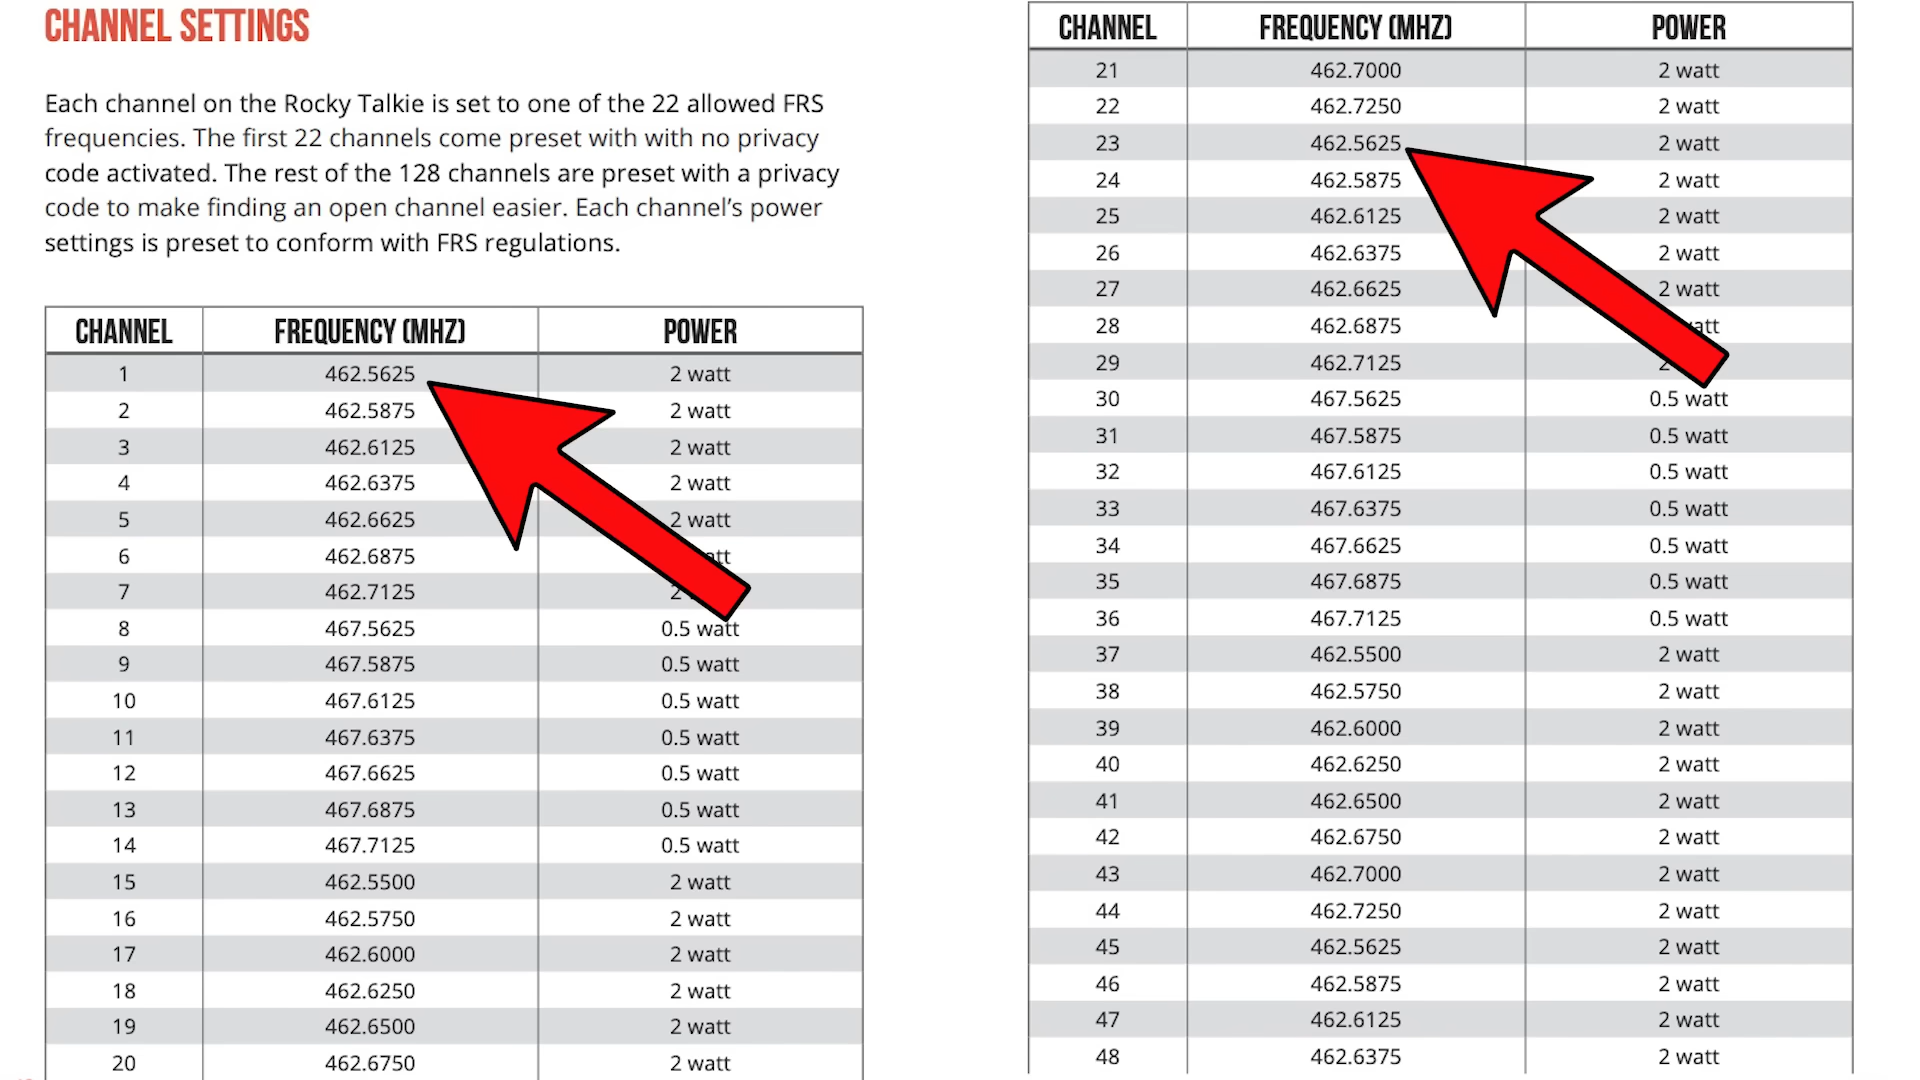 CHANNEL SETTINGS
Each channel on the Rocky Talkie is set to one of the 22 allowed FRS
frequencies. The first 22 channels come preset with with no privacy
code activated. The rest of the 128 channels are preset with a privacy
code to make finding an open channel easier. Each channel's power
settings is preset to conform with FRS regulations.
CHANNEL FREQUENCY (MHZ) POWER
1 462.5625 2 watt
2 462.5875 2 watt
3 462.6125 2 watt
4 462.6375 2 watt
5 462.6625 2 watt
6 462.6875
7 462.7125 2
8 467.5625 0.5 watt
9 467.5875 0.5 watt
10 467.6125 0.5 watt
11 467.6375 0.5 watt
12 467.6625 0.5 watt
13 467.6875 0.5 watt
14 467.7125 0.5 watt
15 462.5500 2 watt
16 462.5750 2 watt
17 462.6000 2 watt
18 462.6250 2 watt
19 462.6500 2 watt
20 462.6750 2 watt
CHANNEL FREQUENCY (MHZ) POWER
21 462.7000 2 watt
22 462.7250 2 watt
23 462.5625 2 watt
24 462.5875 2 watt
25 462.6125 2 watt
26 462.6375 2 watt
27 462.6625 2 watt
28 462.6875
29 462.7125 2
30 467.5625 0.5 watt
31 467.5875 0.5 watt
32 467.6125 0.5 watt
33 467.6375 0.5 watt
34 467.6625 0.5 watt
35 467.6875 0.5 watt
36 467.7125 0.5 watt
37 462.5500 2 watt
38 462.5750 2 watt
39 462.6000 2 watt
40 462.6250 2 watt
41 462.6500 2 watt
42 462.6750 2 watt
43 462.7000 2 watt
44 462.7250 2 watt
45 462.5625 2 watt
46 462.5875 2 watt
47 462.6125 2 watt
48 462.6375 2 watt